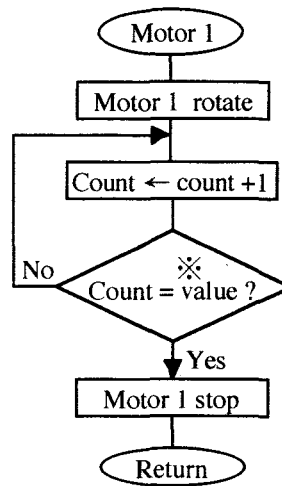 Motor 1
Motor 1 rotate
Count ← count +1
※
Count = value ?
No
Yes
Motor 1 stop
Return